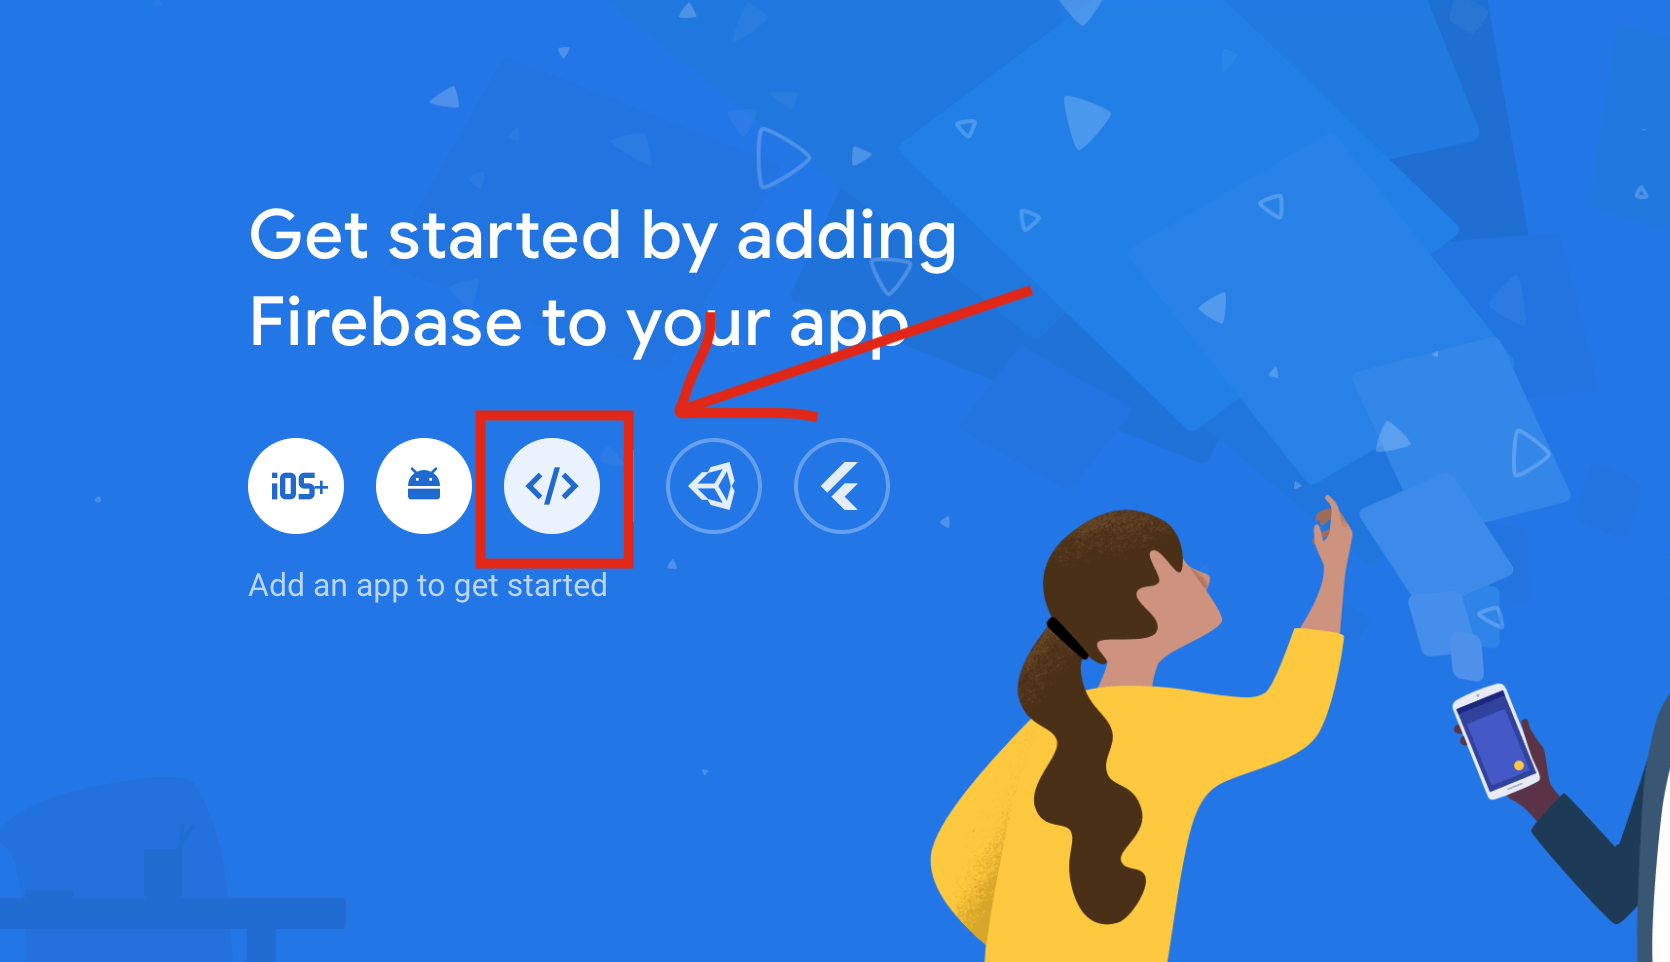 Get started by adding
Firebase to your app
iOS+
</>
Add an app to get started